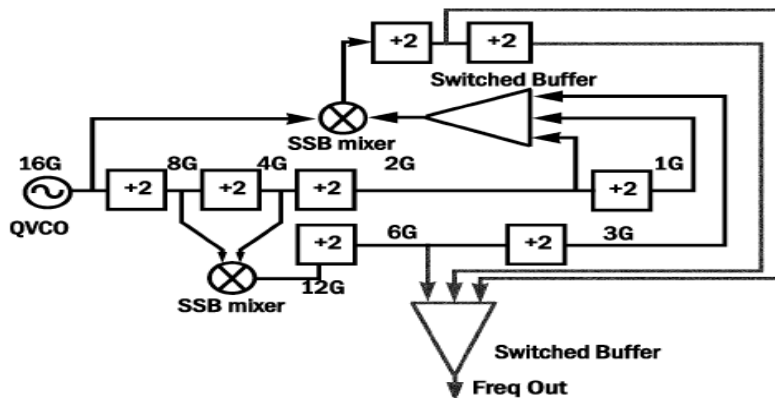 +2 +2
Switched Buffer
SSB mixer
16G 8G 4G 2G 1G
+2 +2 +2 +2
QVCO
+2 6G +2 3G
SSB mixer 12G
Switched Buffer
Freq Out